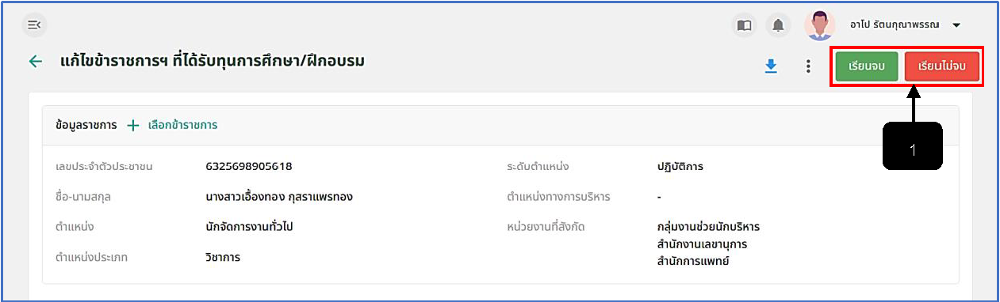 อาโป รัตนกุณาพรรณ
แก้ไขข้าราชการฯ ที่ได้รับทุนการศึกษา/ฝึกอบรม
เรียนจบ
เรียนไม่จบ
ข้อมูลราชการ + เลือกข้าราชการ
1
เลขประจำตัวประชาชน 6325698905618 ระดับตำแหน่ง ปฏิบัติการ
ชื่อ-นามสกุล นางสาวเอื้องทอง กุสราแพรทอง ตำแหน่งทางการบริหาร -
ตำแหน่ง นักจัดการงานทั่วไป หน่วยงานที่สังกัด กลุ่มงานช่วยนักบริหาร
สำนักงานเลขานุการ
ตำแหน่งประเภท วิชาการ สำนักการแพทย์